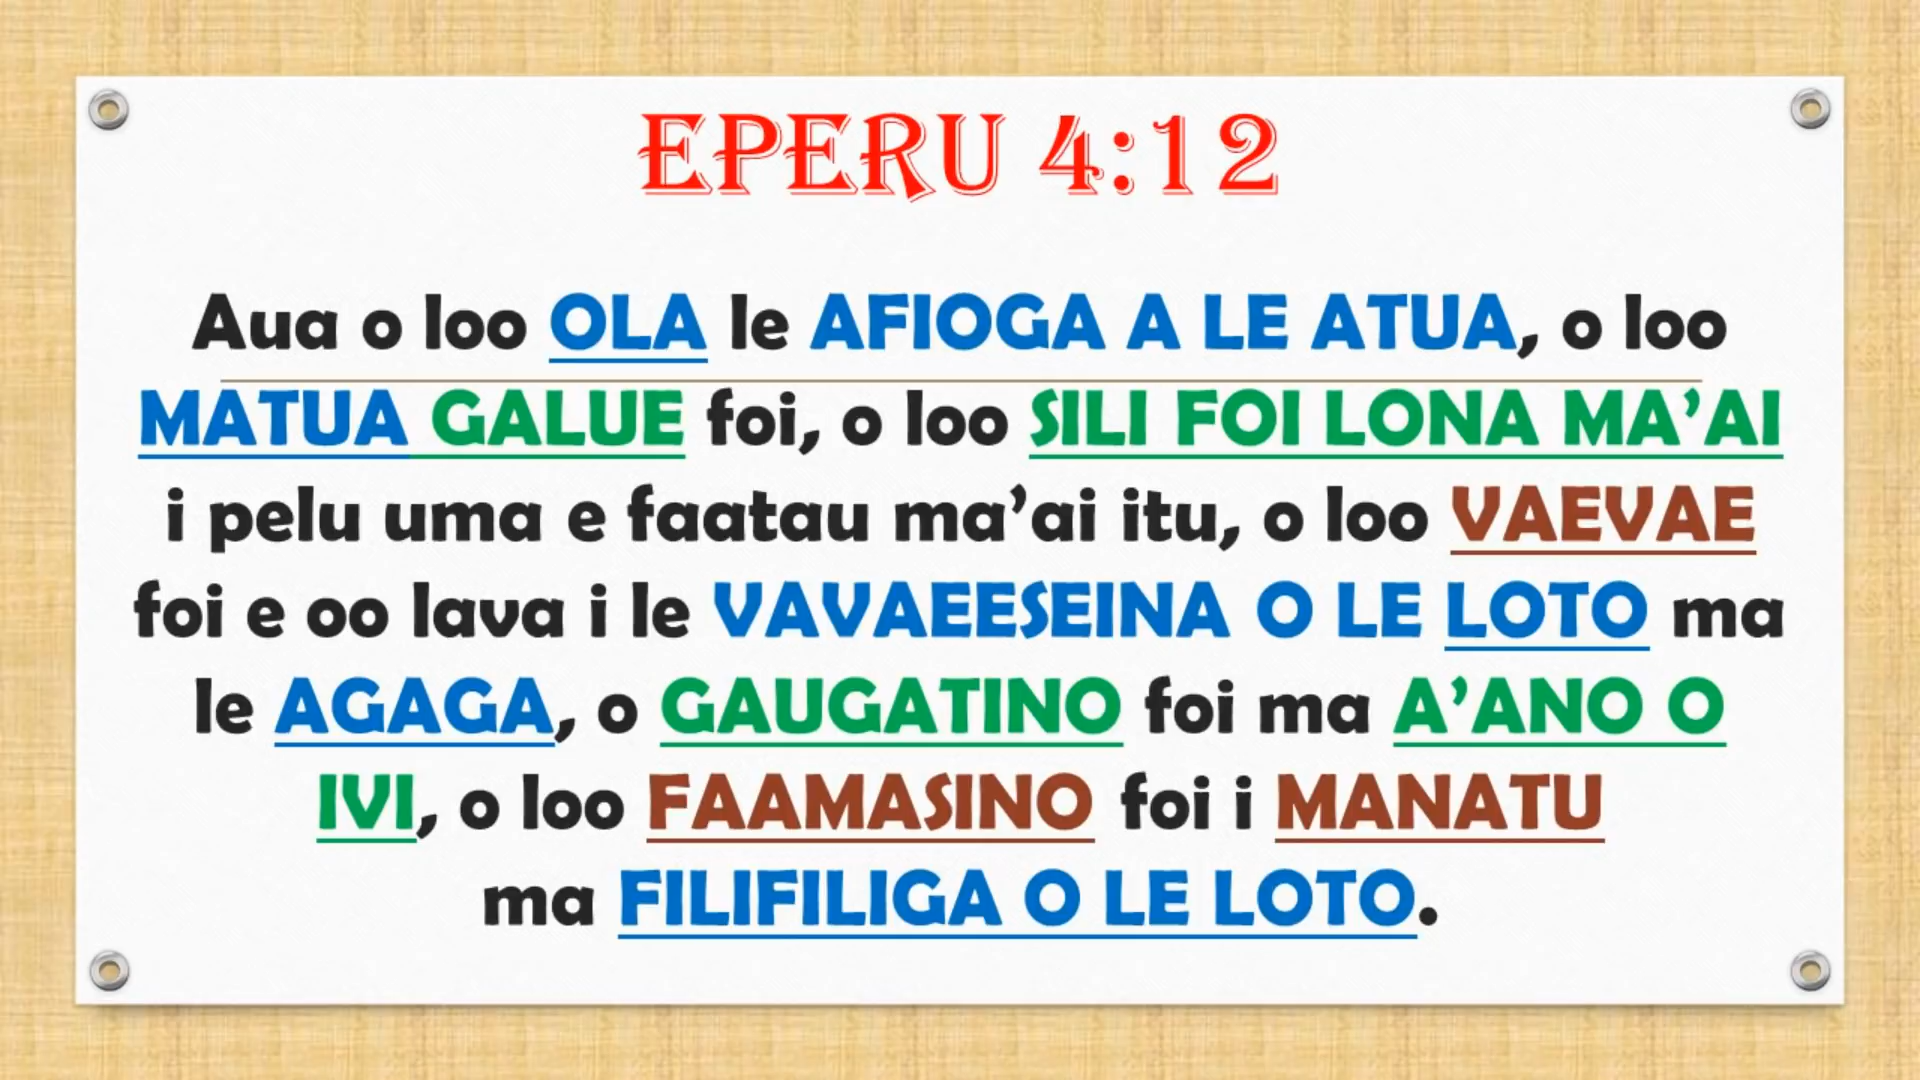 EPERU 4:12
Aua o loo OLA le AFIOGA A LE ATUA, o loo
MATUA GALUE foi, o loo SILI FOI LONA MA’AI
i pelu uma e faatau ma’ai itu, o loo VAEVAE
foi e oo lava i le VAVAEESEINA O LE LOTO ma
le AGAGA, o GAUGATINO foi ma A’ANO O
IVI, o loo FAAMASINO foi i MANATU
ma FILIFILIGA O LE LOTO.